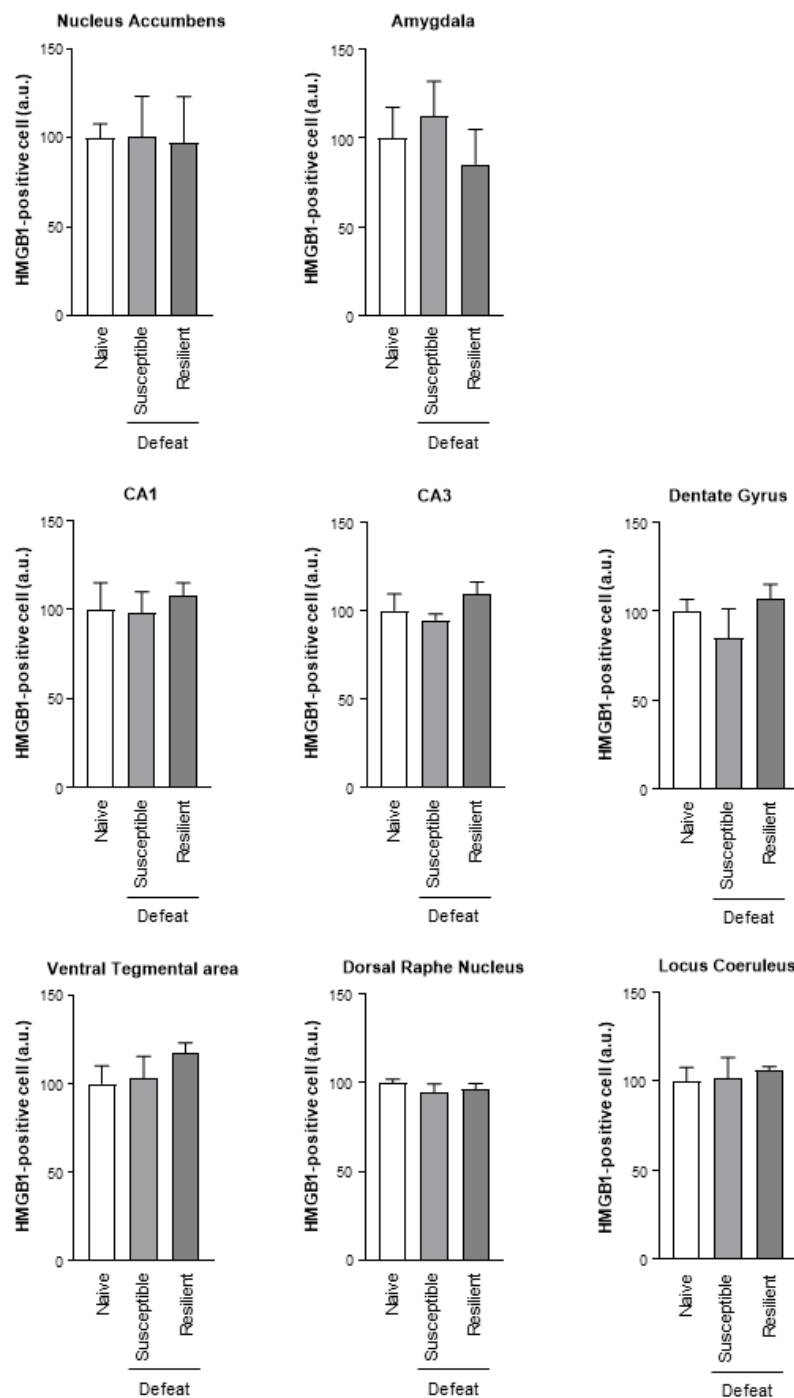 Nucleus Accumbens
HMGB1-positive cell (a.u.)
150
100
50
0
Naive
Susceptible
Resilient
Defeat
Amygdala
HMGB1-positive cell (a.u.)
150
100
50
0
Naive
Susceptible
Resilient
Defeat
CA1
HMGB1-positive cell (a.u.)
150
100
50
0
Naive
Susceptible
Resilient
Defeat
CA3
HMGB1-positive cell (a.u.)
150
100
50
0
Naive
Susceptible
Resilient
Defeat
Dentate Gyrus
HMGB1-positive cell (a.u.)
150
100
50
0
Naive
Susceptible
Resilient
Defeat
Ventral Tegmental area
HMGB1-positive cell (a.u.)
150
100
50
0
Naive
Susceptible
Resilient
Defeat
Dorsal Raphe Nucleus
HMGB1-positive cell (a.u.)
150
100
50
0
Naive
Susceptible
Resilient
Defeat
Locus Coeruleus
HMGB1-positive cell (a.u.)
150
100
50
0
Naive
Susceptible
Resilient
Defeat